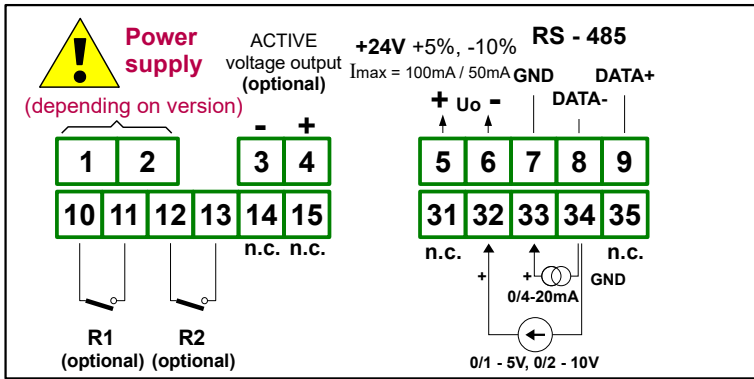 Power
supply
(depending on version)
ACTIVE
voltage output
(optional)
+24V +5%, -10%
Imax = 100mA / 50mA
RS - 485
GND
DATA-
DATA+
- +
+ Uo -
1 2 3 4 5 6 7 8 9
10 11 12 13 14 15 31 32 33 34 35
n.c. n.c. n.c. n.c.
+ +
0/4-20mA
GND
R1
(optional)
R2
(optional)
0/1 - 5V, 0/2 - 10V